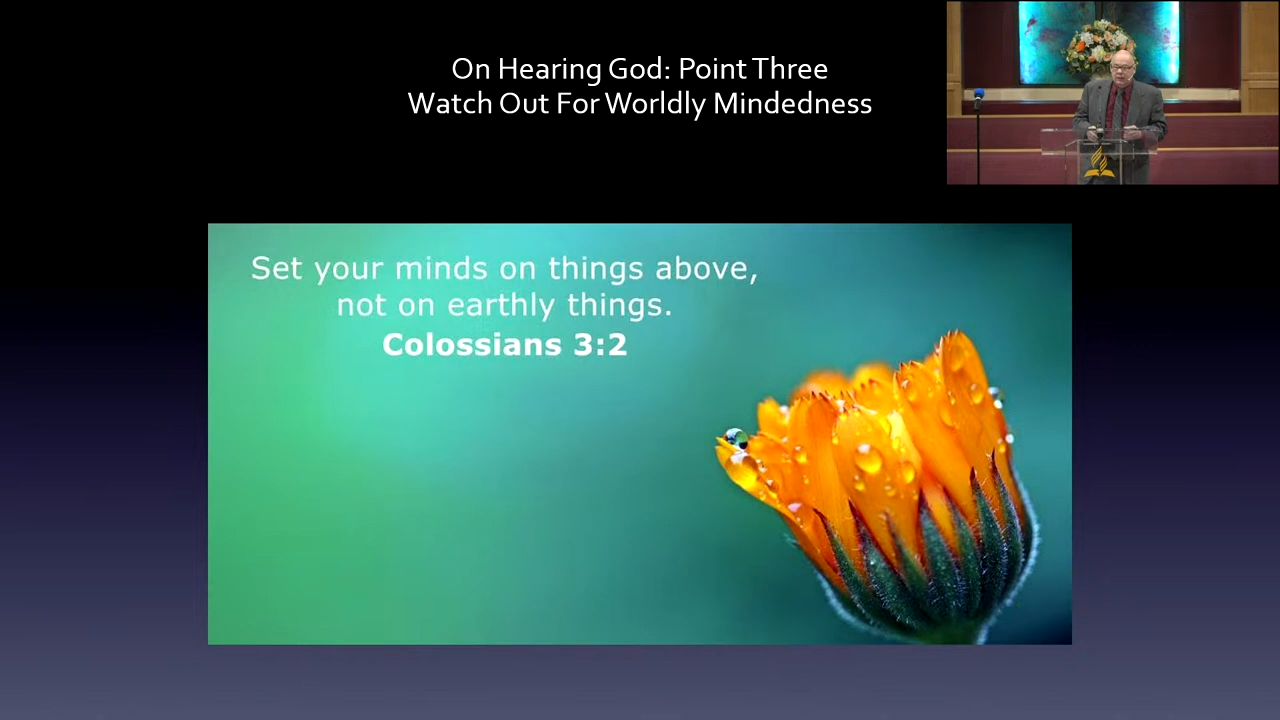 On Hearing God: Point Three
Watch Out For Worldly Mindedness
Set your minds on things above,
not on earthly things.
Colossians 3:2